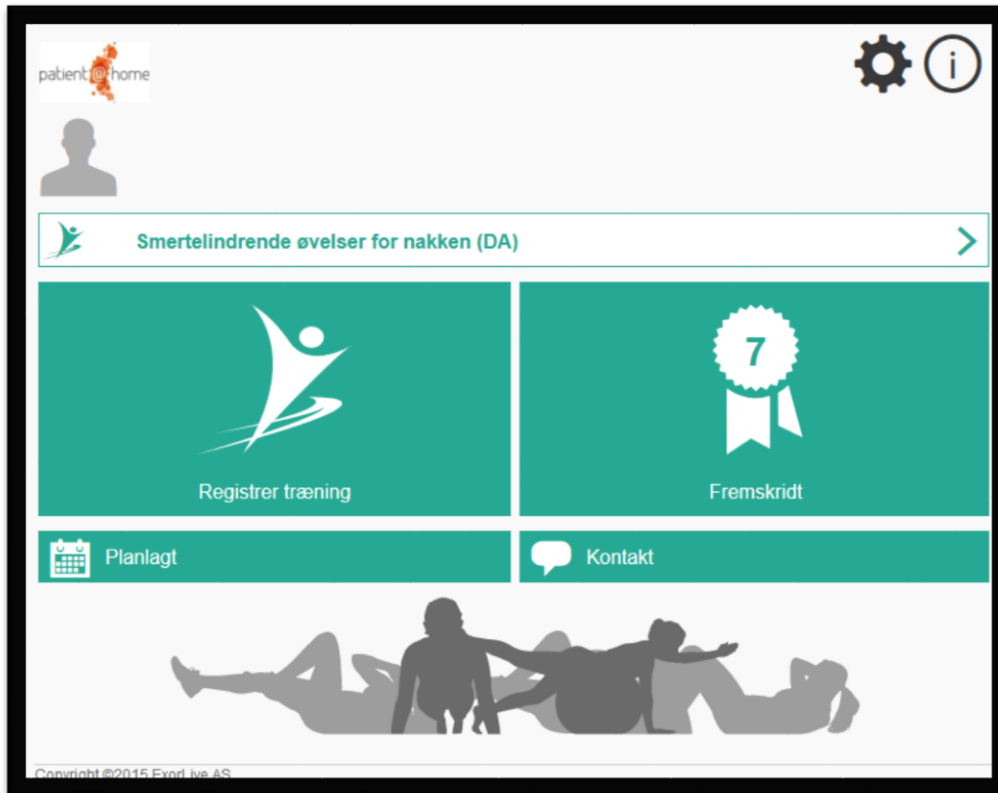 patient@home
i
Smertelindrende øvelser for nakken (DA)
7
Registrer træning
Fremskridt
Planlagt
Kontakt
Copyright ©2015 ExorLive AS